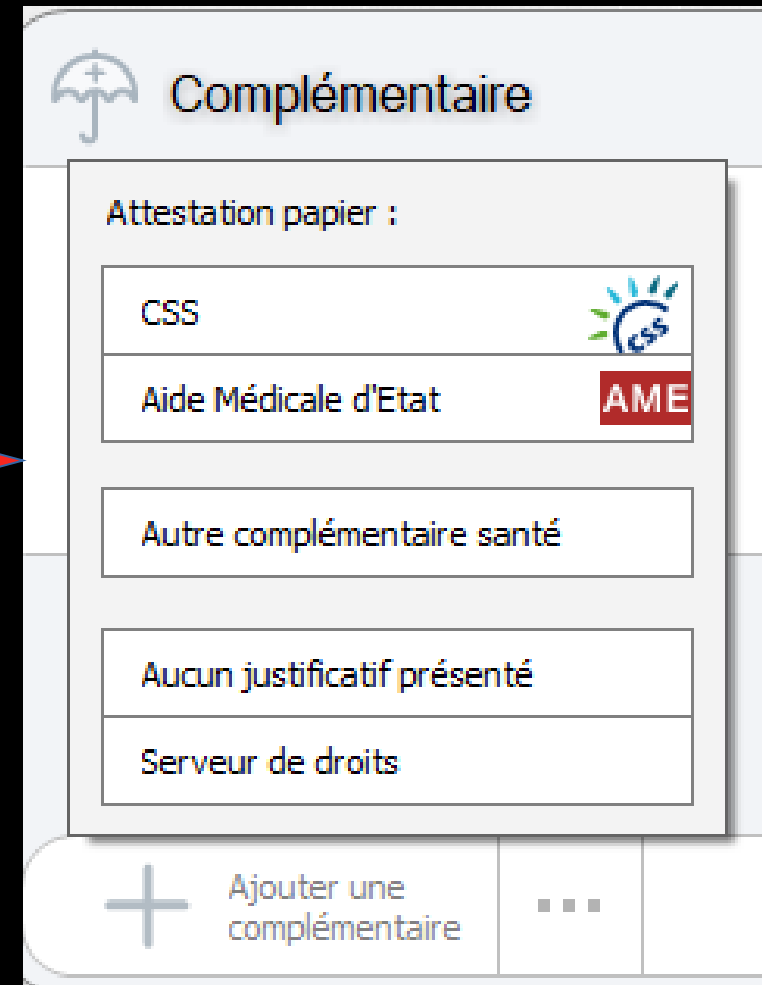 Complémentaire
Attestation papier :
CSS
CSS
Aide Médicale d'Etat
AME
Autre complémentaire santé
Aucun justificatif présenté
Serveur de droits
Ajouter une
complémentaire